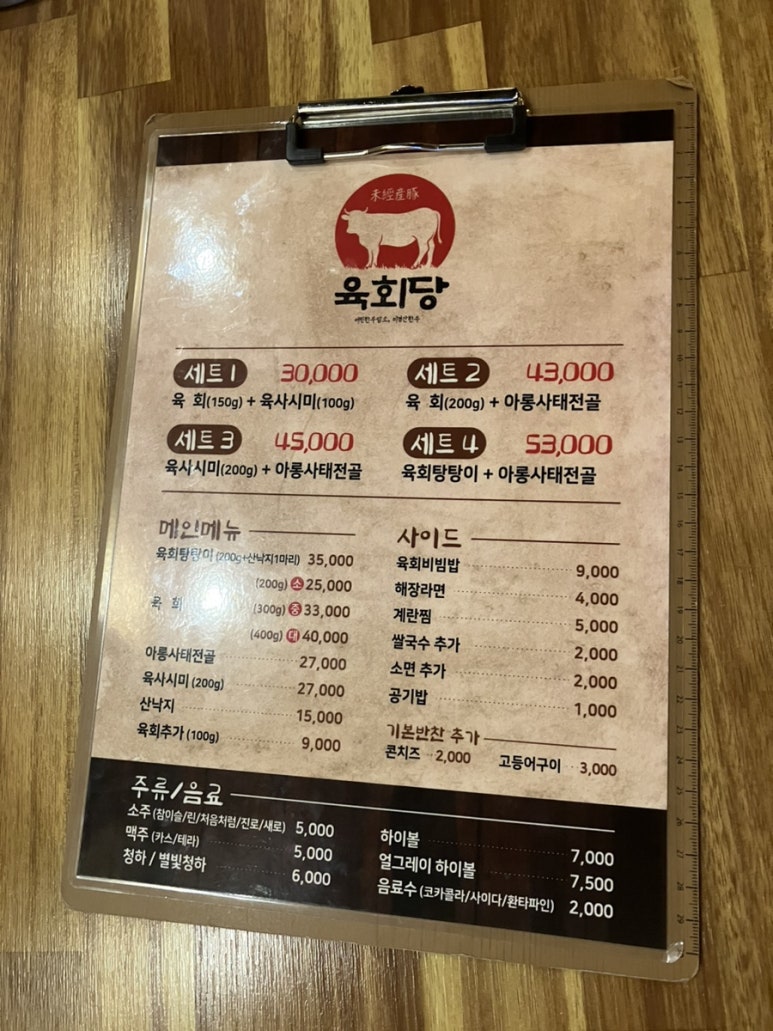 未經産豚
육회당
세트 1 30,000
육 회(150g) + 육사시미(100g)
세트 2 43,000
육 회(200g) + 아롱사태전골
세트 3 45,000
육사시미(200g) + 아롱사태전골
세트 4 53,000
육회탕탕이 + 아롱사태전골
메인메뉴
육회탕탕이 (200g+산낙지1마리) 35,000
육 회 (200g) 소 25,000
(300g) 중 33,000
(400g) 대 40,000
아롱사태전골 27,000
육사시미 (200g) 27,000
산낙지 15,000
육회추가 (100g) 9,000
사이드
육회비빔밥 9,000
해장라면 4,000
계란찜 5,000
쌀국수 추가 2,000
소면 추가 2,000
공기밥 1,000
기본반찬 추가
콘치즈 2,000 고등어구이 3,000
주류/음료
소주 (참이슬/린/처음처럼/진로/새로) 5,000
맥주 (카스/테라) 5,000
청하 / 별빛청하 6,000
하이볼 7,000
얼그레이 하이볼 7,500
음료수 (코카콜라/사이다/환타파인) 2,000